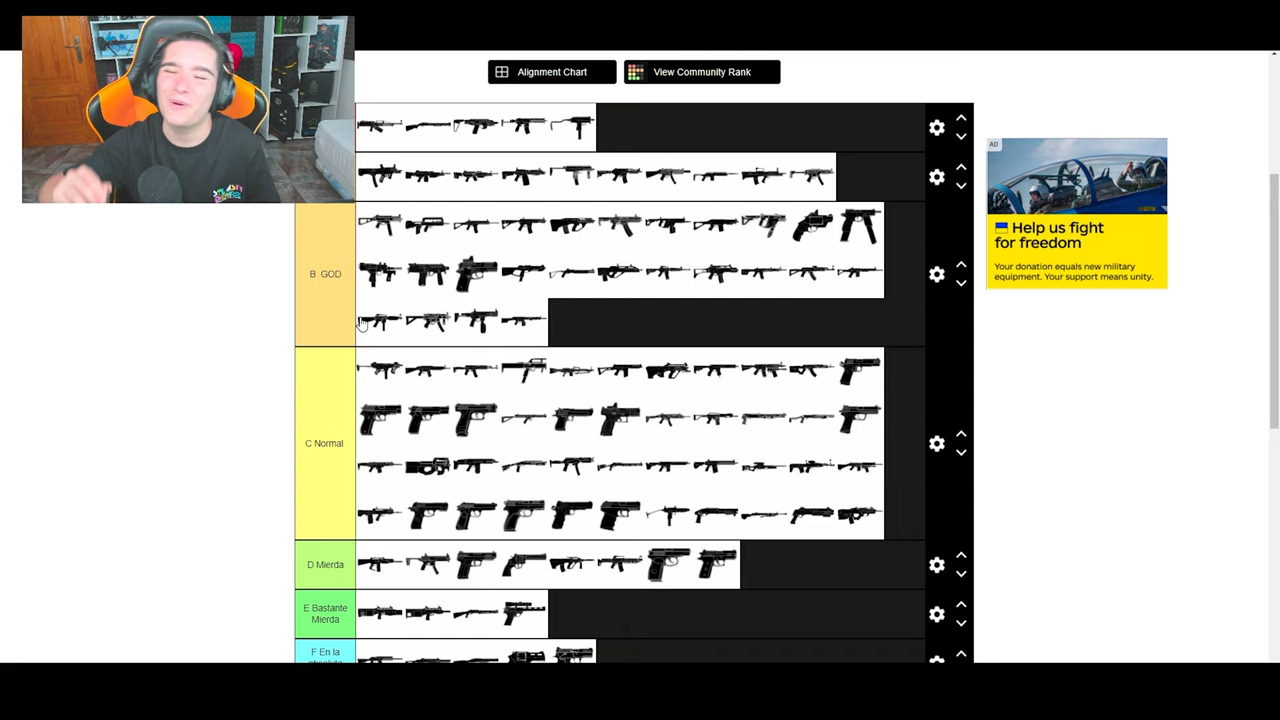 Alignment Chart
View Community Rank
AD
Help us fight
for freedom
Your donation equals new military
equipment. Your support means unity.
B GOD
C Normal
D Mierda
E Bastante
Mierda
F En la